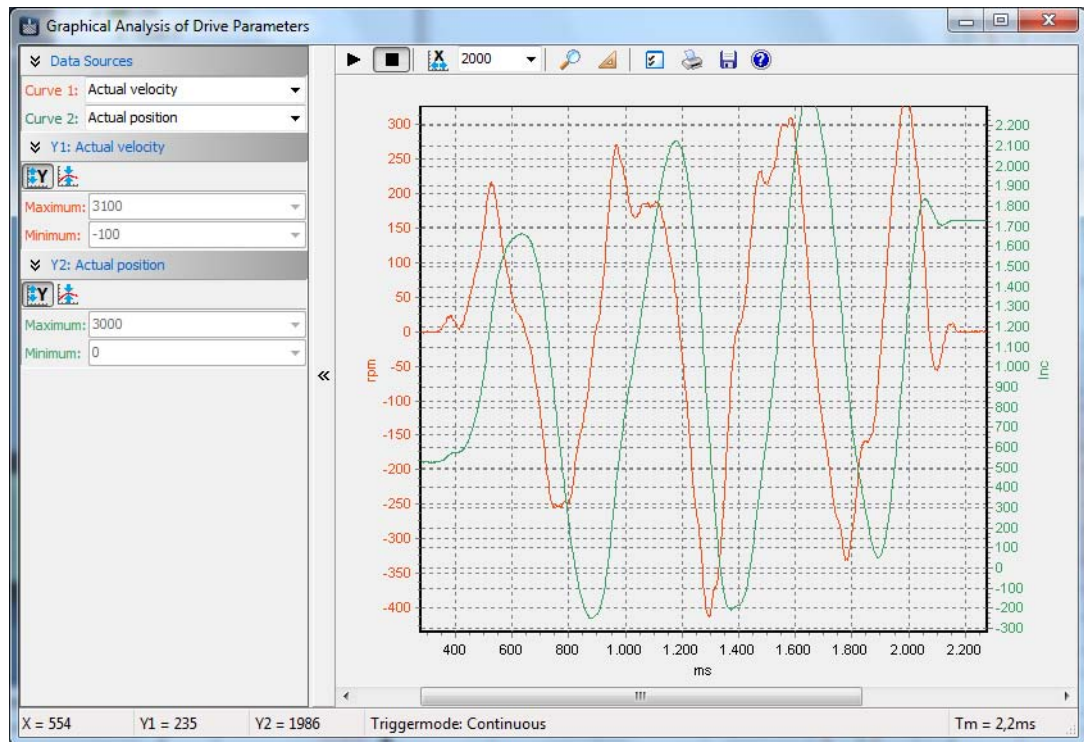 Graphical Analysis of Drive Parameters
Data Sources
Curve 1: Actual velocity
Curve 2: Actual position
Y1: Actual velocity
Y
Maximum: 3100
Minimum: -100
Y2: Actual position
Y
Maximum: 3000
Minimum: 0
«
X 2000
300
250
200
150
100
50
0
-50
-100
-150
-200
-250
-300
-350
-400
rpm
2.200
2.100
2.000
1.900
1.800
1.700
1.600
1.500
1.400
1.300
1.200
1.100
1.000
900
800
700
600
500
400
300
200
100
0
-100
-200
-300
Inc
400 600 800 1.000 1.200 1.400 1.600 1.800 2.000 2.200
ms
X = 554 Y1 = 235 Y2 = 1986 Triggermode: Continuous Tm = 2,2ms